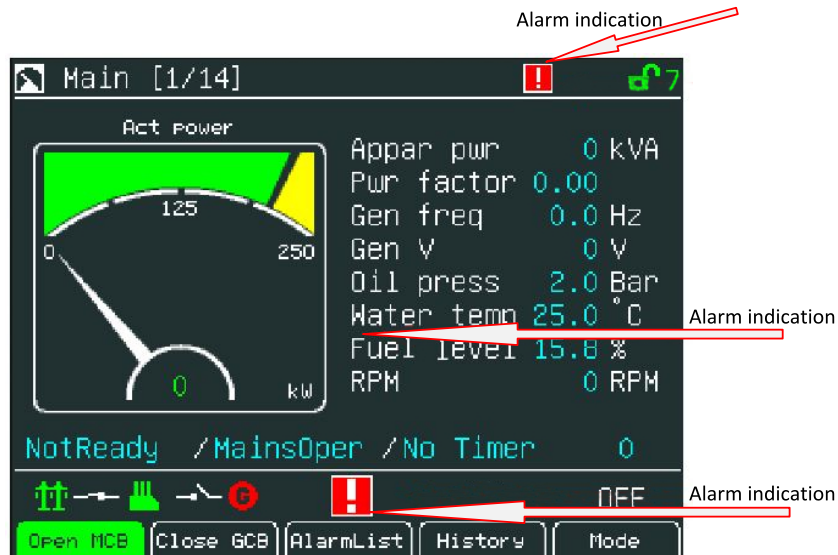 Alarm indication
Main [1/14]
7
Act power
125
0
250
0
kW
Appar pwr 0 kVA
Pwr factor 0.00
Gen freq 0.0 Hz
Gen V 0 V
Oil press 2.0 Bar
Water temp 25.0 °C
Alarm indication
Fuel level 15.8 %
RPM 0 RPM
NotReady /MainsOper /No Timer 0
G
OFF
Alarm indication
Open MCB Close GCB AlarmList History Mode